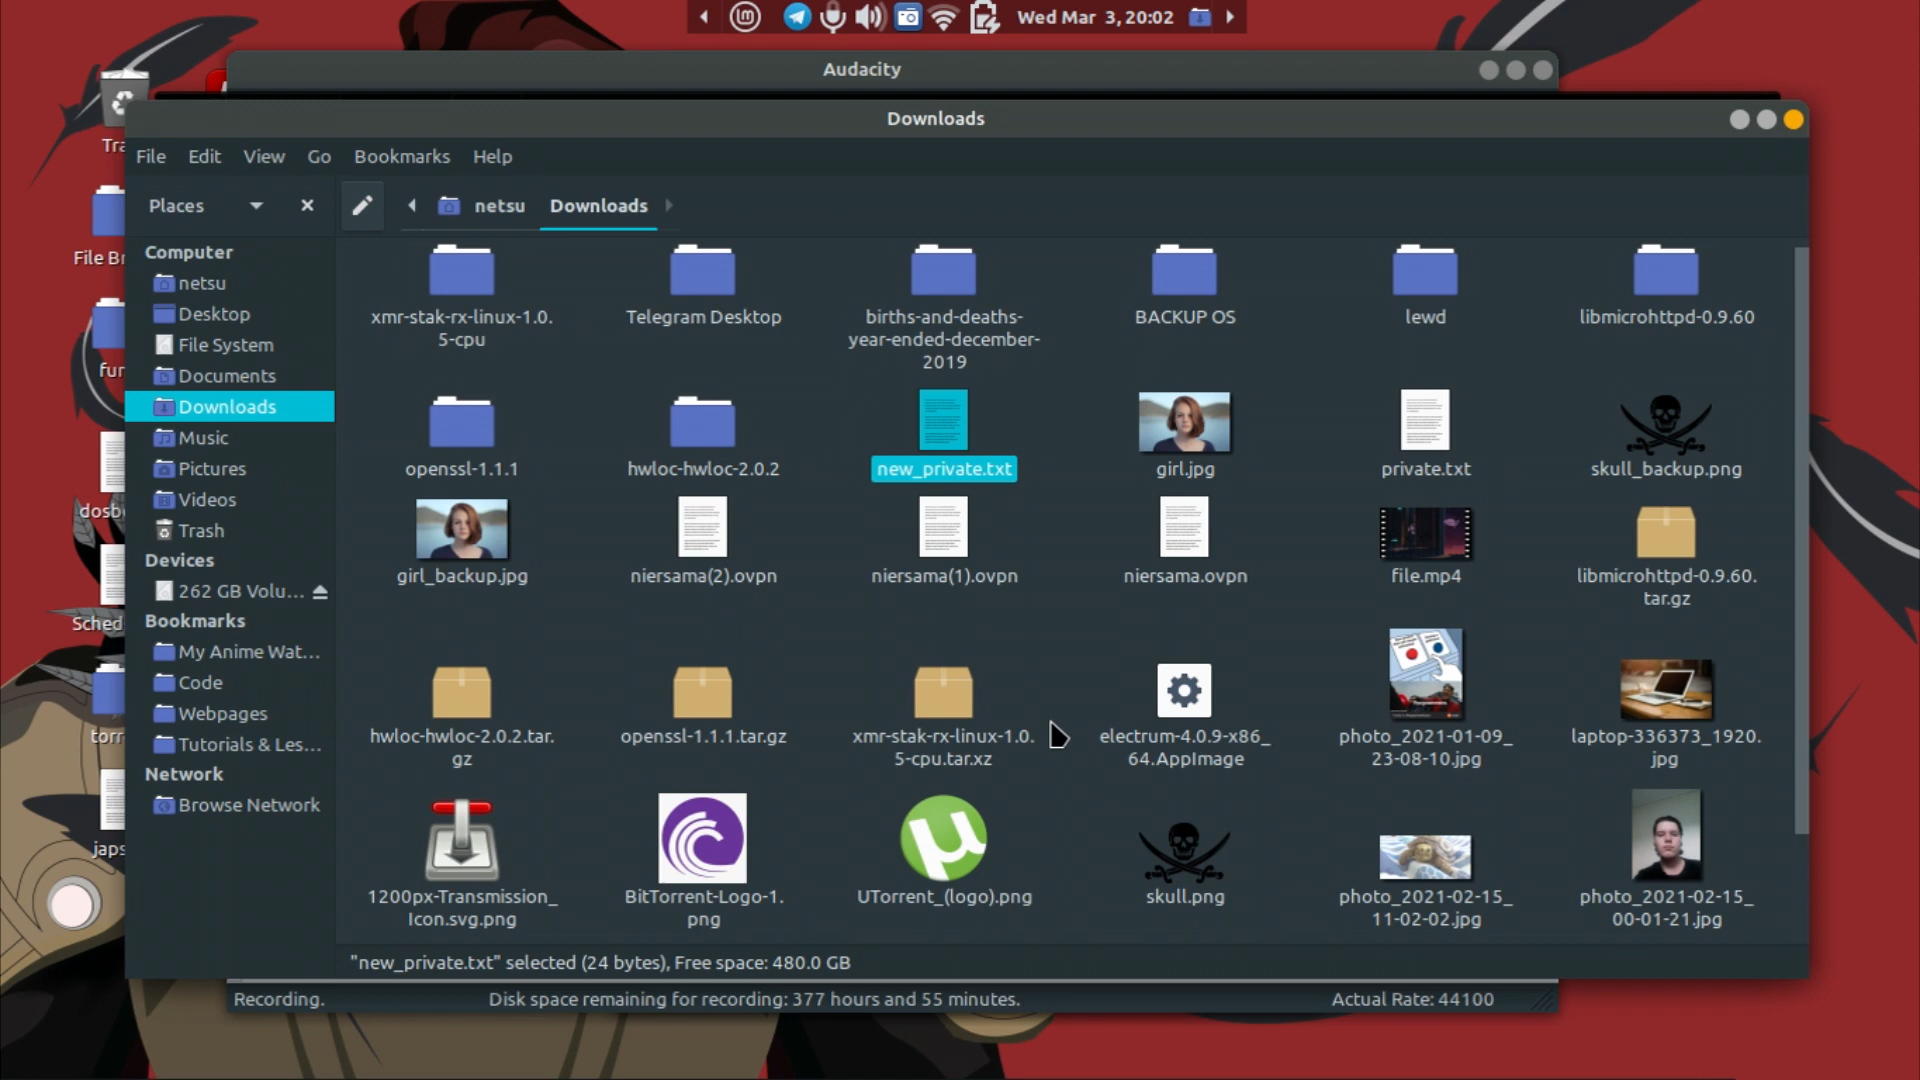 Wed Mar 3, 20:02
Audacity
Downloads
File Edit View Go Bookmarks Help
Places
netsu Downloads
Computer
netsu
Desktop
File System
Documents
Downloads
Music
Pictures
Videos
Trash
Devices
262 GB Volu...
Bookmarks
My Anime Wat...
Code
Webpages
Tutorials & Les...
Network
Browse Network
Tra
File Br
fur
dosb
Sched
torr
japs
xmr-stak-rx-linux-1.0.
5-cpu
Telegram Desktop
births-and-deaths-
year-ended-december-
2019
BACKUP OS
lewd
libmicrohttpd-0.9.60
openssl-1.1.1
hwloc-hwloc-2.0.2
new_private.txt
girl.jpg
private.txt
skull_backup.png
girl_backup.jpg
niersama(2).ovpn
niersama(1).ovpn
niersama.ovpn
file.mp4
libmicrohttpd-0.9.60.
tar.gz
hwloc-hwloc-2.0.2.tar.
gz
openssl-1.1.1.tar.gz
xmr-stak-rx-linux-1.0.
5-cpu.tar.xz
electrum-4.0.9-x86_
64.AppImage
photo_2021-01-09_
23-08-10.jpg
laptop-336373_1920.
jpg
1200px-Transmission_
Icon.svg.png
BitTorrent-Logo-1.
png
UTorrent_(logo).png
skull.png
photo_2021-02-15_
11-02-02.jpg
photo_2021-02-15_
00-01-21.jpg
"new_private.txt" selected (24 bytes), Free space: 480.0 GB
Recording. Disk space remaining for recording: 377 hours and 55 minutes. Actual Rate: 44100